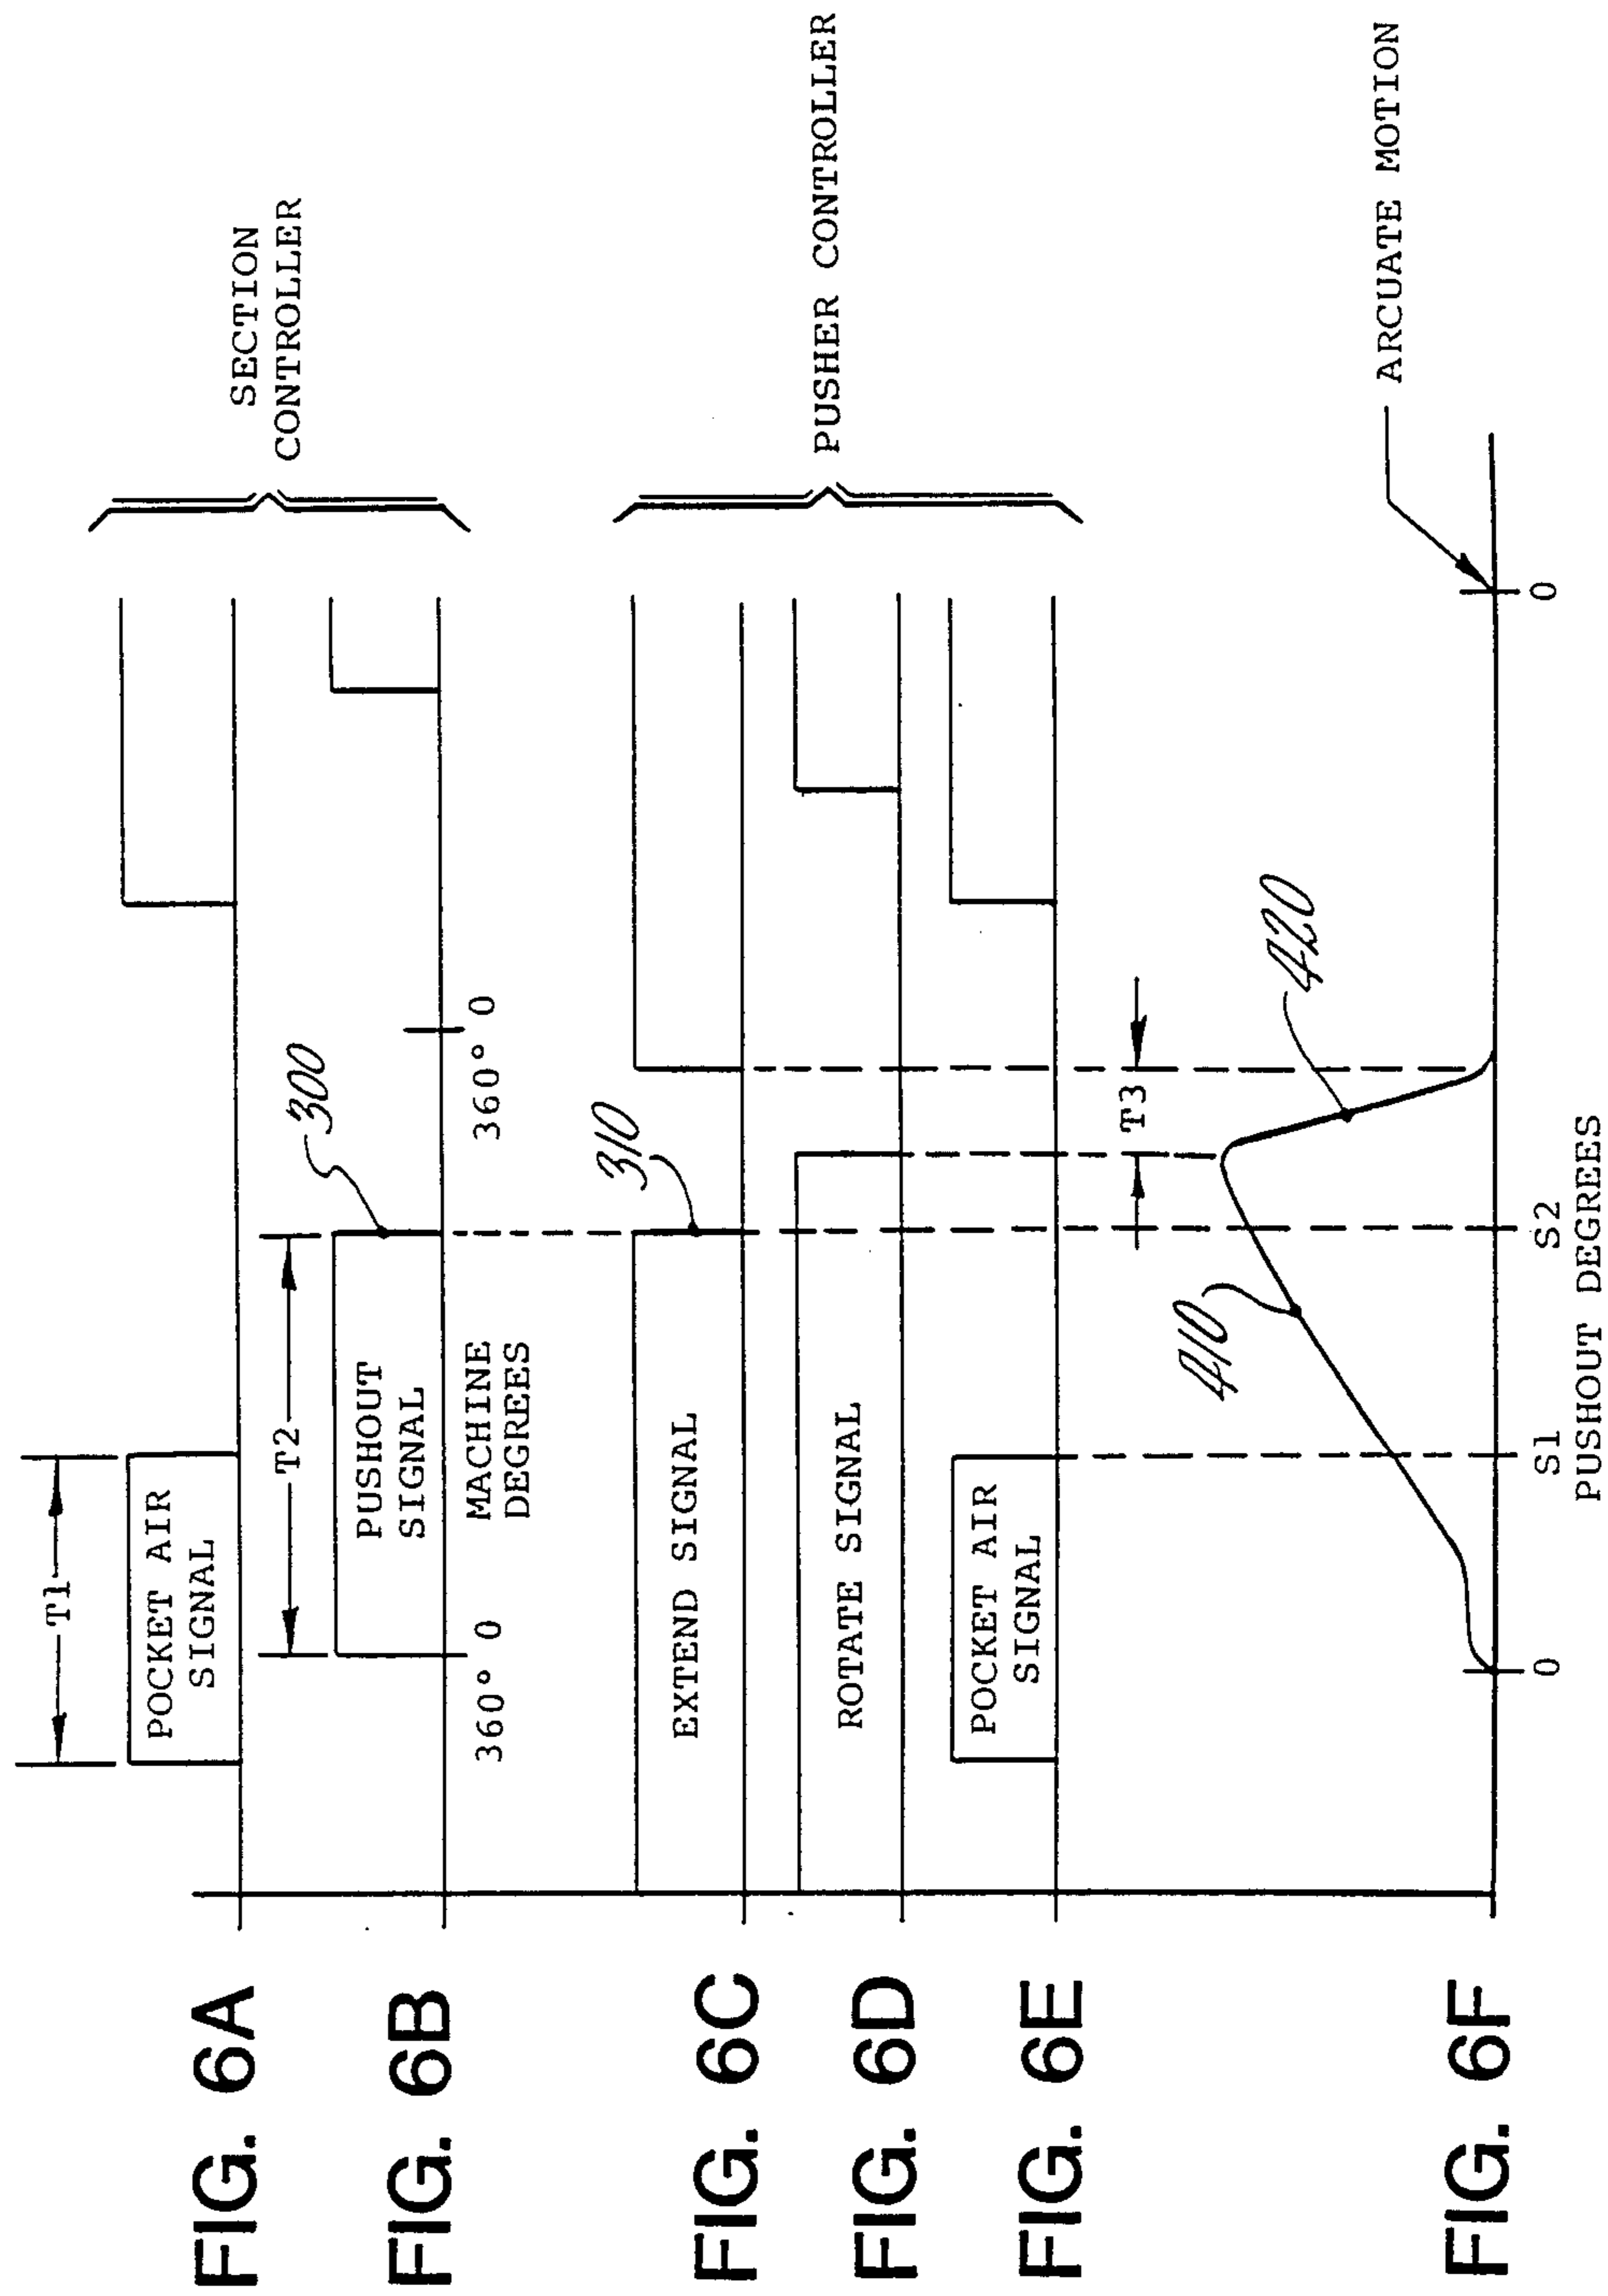 FIG. 6A
T1
POCKET AIR
SIGNAL
SECTION
CONTROLLER
FIG. 6B
T2
PUSHOUT
SIGNAL
300
360° 0
MACHINE
DEGREES
360° 0
FIG. 6C
EXTEND SIGNAL
310
PUSHER CONTROLLER
FIG. 6D
ROTATE SIGNAL
FIG. 6E
POCKET AIR
SIGNAL
T3
FIG. 6F
410
420
ARCUATE MOTION
0
S1
S2
0
PUSHOUT DEGREES